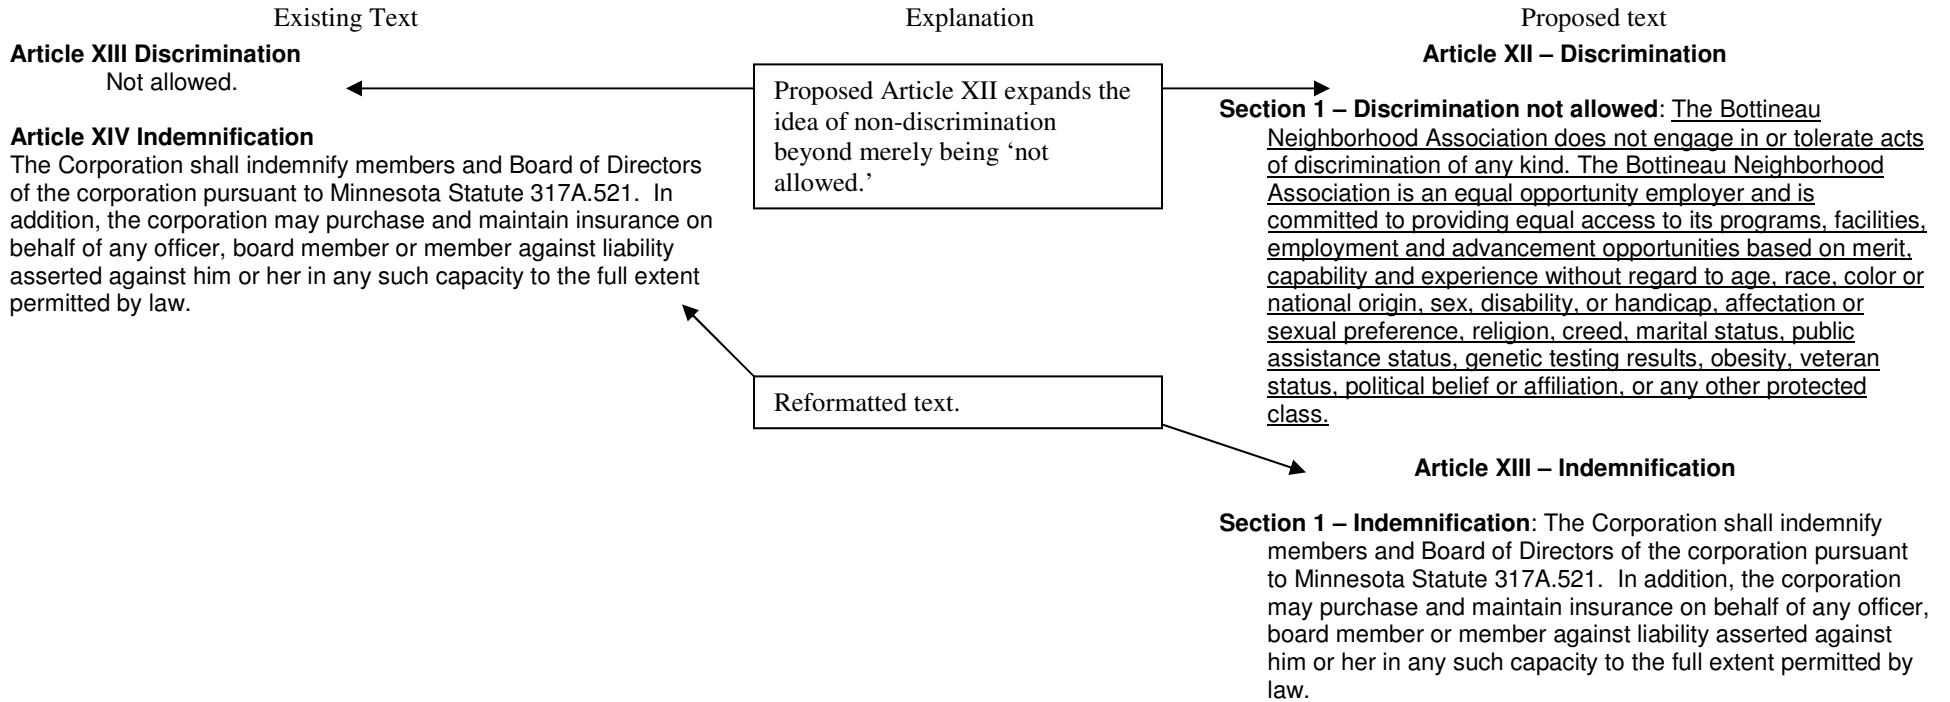 Existing Text
Explanation
Proposed text
Article XIII Discrimination
Not allowed.
Article XIV Indemnification
The Corporation shall indemnify members and Board of Directors
of the corporation pursuant to Minnesota Statute 317A.521.  In
addition, the corporation may purchase and maintain insurance on
behalf of any officer, board member or member against liability
asserted against him or her in any such capacity to the full extent
permitted by law.
Proposed Article XII expands the
idea of non-discrimination
beyond merely being ‘not
allowed.’
Reformatted text.
Article XII – Discrimination
Section 1 – Discrimination not allowed: The Bottineau
Neighborhood Association does not engage in or tolerate acts
of discrimination of any kind. The Bottineau Neighborhood
Association is an equal opportunity employer and is
committed to providing equal access to its programs, facilities,
employment and advancement opportunities based on merit,
capability and experience without regard to age, race, color or
national origin, sex, disability, or handicap, affectation or
sexual preference, religion, creed, marital status, public
assistance status, genetic testing results, obesity, veteran
status, political belief or affiliation, or any other protected
class.
Article XIII – Indemnification
Section 1 – Indemnification: The Corporation shall indemnify
members and Board of Directors of the corporation pursuant
to Minnesota Statute 317A.521.  In addition, the corporation
may purchase and maintain insurance on behalf of any officer,
board member or member against liability asserted against
him or her in any such capacity to the full extent permitted by
law.